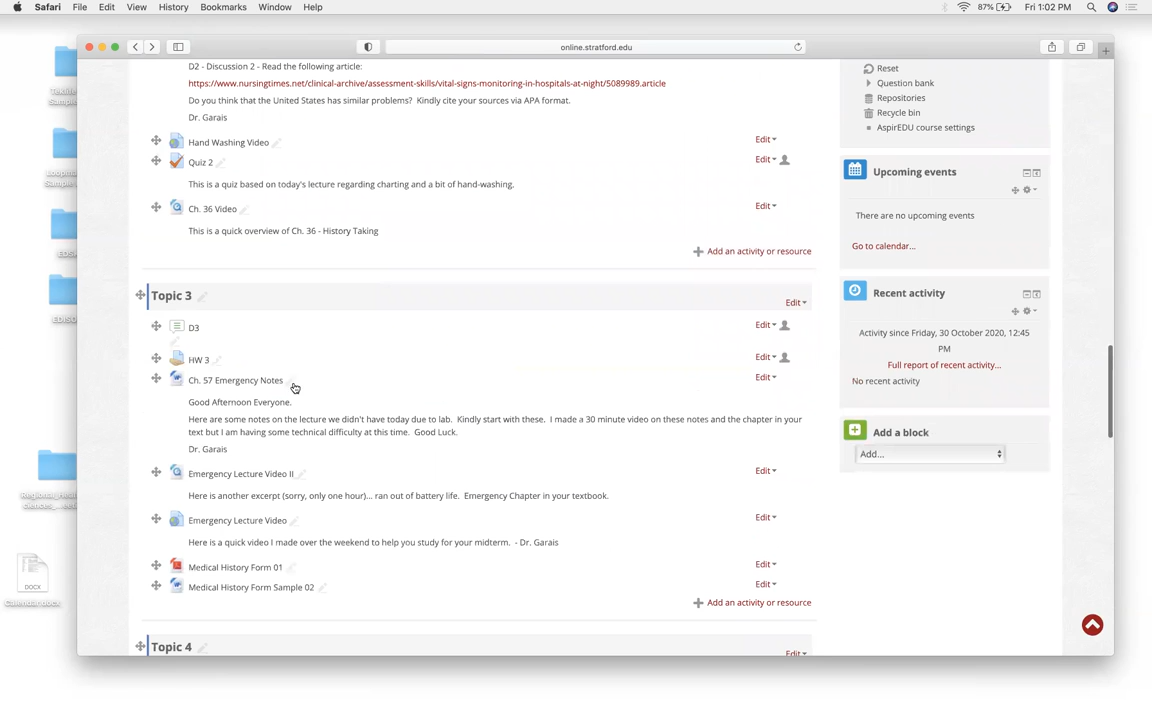 Safari File Edit View History Bookmarks Window Help 87% Fri 1:02 PM
online.stratford.edu
D2 - Discussion 2 - Read the following article:
https://www.nursingtimes.net/clinical-archive/assessment-skills/vital-signs-monitoring-in-hospitals-at-night/5089989.article
Do you think that the United States has similar problems? Kindly cite your sources via APA format.
Dr. Garais
Hand Washing Video Edit
Quiz 2 Edit
This is a quiz based on today's lecture regarding charting and a bit of hand-washing.
Ch. 36 Video Edit
This is a quick overview of Ch. 36 - History Taking
Add an activity or resource
Topic 3
Edit
D3 Edit
HW 3 Edit
Ch. 57 Emergency Notes Edit
Good Afternoon Everyone.
Here are some notes on the lecture we didn't have today due to lab. Kindly start with these. I made a 30 minute video on these notes and the chapter in your
text but I am having some technical difficulty at this time. Good Luck.
Dr. Garais
Emergency Lecture Video II Edit
Here is another excerpt (sorry, only one hour)... ran out of battery life. Emergency Chapter in your textbook.
Emergency Lecture Video Edit
Here is a quick video I made over the weekend to help you study for your midterm. - Dr. Garais
Medical History Form 01 Edit
Medical History Form Sample 02 Edit
Add an activity or resource
Topic 4
Edit
Reset
Question bank
Repositories
Recycle bin
AspirEDU course settings
Upcoming events
There are no upcoming events
Go to calendar...
Recent activity
Activity since Friday, 30 October 2020, 12:45
PM
Full report of recent activity...
No recent activity
Add a block
Add...
Sample
Sample
DOCX
Calendar.docx